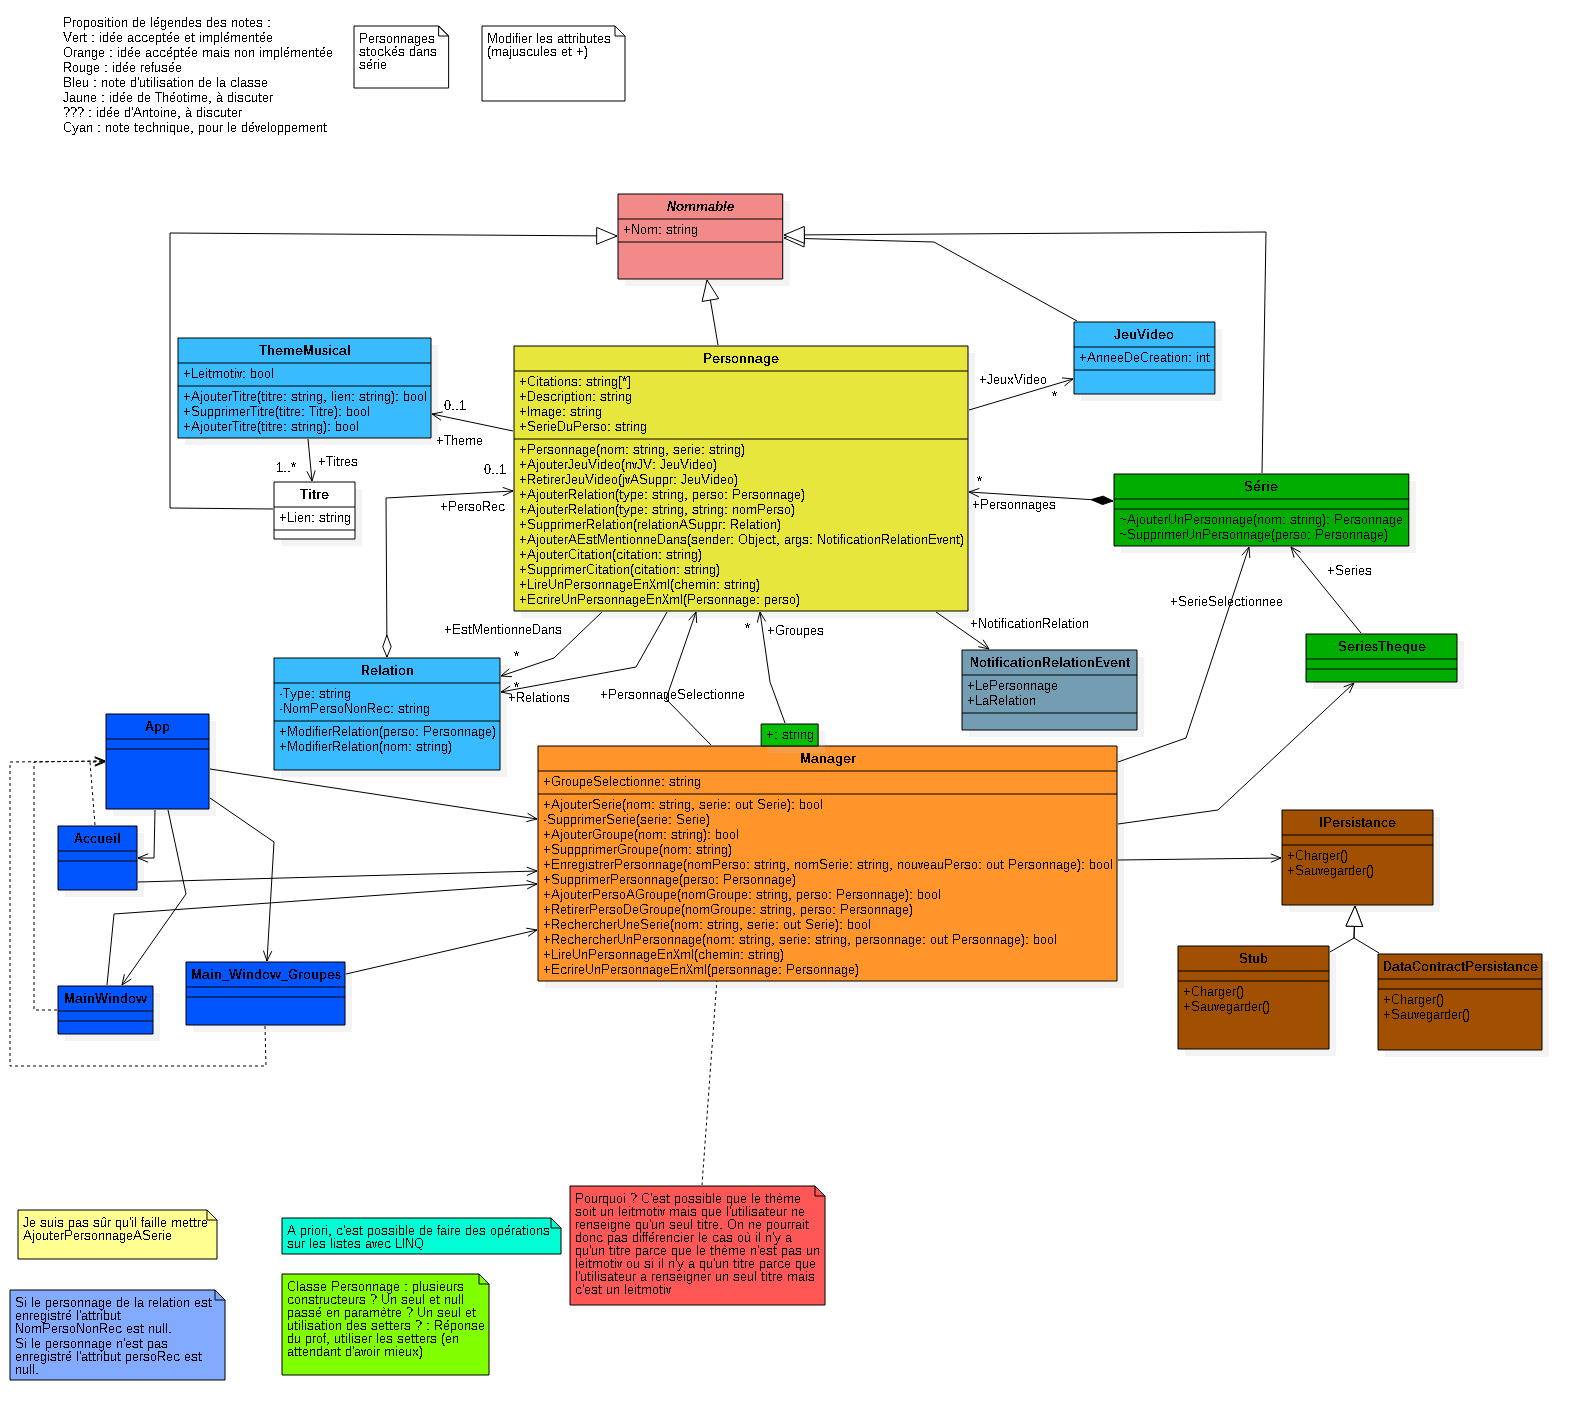 Proposition de légendes des notes :
Vert : idée acceptée et implémentée
Orange : idée accéptée mais non implémentée
Rouge : idée refusée
Bleu : note d'utilisation de la classe
Jaune : idée de Théotime, à discuter
??? : idée d'Antoine, à discuter
Cyan : note technique, pour le développement
Personnages
stockés dans
série
Modifier les attributes
(majuscules et +)
Nommable
+Nom: string
ThemeMusical
+Leitmotiv: bool
+AjouterTitre(titre: string, lien: string): bool
+SupprimerTitre(titre: Titre): bool
+AjouterTitre(titre: string): bool
0..1
+Theme
1..*
+Titres
Titre
+Lien: string
Personnage
+Citations: string[*]
+Description: string
+Image: string
+SerieDuPerso: string
+Personnage(nom: string, serie: string)
+AjouterJeuVideo(nvJV: JeuVideo)
+RetirerJeuVideo(jvASuppr: JeuVideo)
+AjouterRelation(type: string, perso: Personnage)
+AjouterRelation(type: string, string: nomPerso)
+SupprimerRelation(relationASuppr: Relation)
+AjouterAEstMentionneDans(sender: Object, args: NotificationRelationEvent)
+AjouterCitation(citation: string)
+SupprimerCitation(citation: string)
+LireUnPersonnageEnXml(chemin: string)
+EcrireUnPersonnageEnXml(Personnage: perso)
+JeuxVideo
*
JeuVideo
+AnneeDeCreation: int
0..1
+PersoRec
*
+Personnages
Série
~AjouterUnPersonnage(nom: string): Personnage
~SupprimerUnPersonnage(perso: Personnage)
+Series
+SerieSelectionnee
SeriesTheque
+EstMentionneDans
*
*
+Relations
+PersonnageSelectionne
*
+Groupes
+NotificationRelation
NotificationRelationEvent
+LePersonnage
+LaRelation
Relation
-Type: string
-NomPersoNonRec: string
+ModifierRelation(perso: Personnage)
+ModifierRelation(nom: string)
+: string
Manager
+GroupeSelectionne: string
+AjouterSerie(nom: string, serie: out Serie): bool
-SupprimerSerie(serie: Serie)
+AjouterGroupe(nom: string): bool
+SuppprimerGroupe(nom: string)
+EnregistrerPersonnage(nomPerso: string, nomSerie: string, nouveauPerso: out Personnage): bool
+SupprimerPersonnage(perso: Personnage)
+AjouterPersoAGroupe(nomGroupe: string, perso: Personnage): bool
+RetirerPersoDeGroupe(nomGroupe: string, perso: Personnage)
+RechercherUneSerie(nom: string, serie: out Serie): bool
+RechercherUnPersonnage(nom: string, serie: string, personnage: out Personnage): bool
+LireUnPersonnageEnXml(chemin: string)
+EcrireUnPersonnageEnXml(personnage: Personnage)
App
Accueil
MainWindow
Main_Window_Groupes
IPersistance
+Charger()
+Sauvegarder()
Stub
+Charger()
+Sauvegarder()
DataContractPersistance
+Charger()
+Sauvegarder()
Je suis pas sûr qu'il faille mettre
AjouterPersonnageASerie
A priori, c'est possible de faire des opérations
sur les listes avec LINQ
Pourquoi ? C'est possible que le thème
soit un leitmotiv mais que l'utilisateur ne
renseigne qu'un seul titre. On ne pourrait
donc pas différencier le cas où il n'y a
qu'un titre parce que le thème n'est pas un
leitmotiv ou si il n'y a qu'un titre parce que
l'utilisateur a renseigner un seul titre mais
c'est un leitmotiv
Si le personnage de la relation est
enregistré l'attribut
NomPersoNonRec est null.
Si le personnage n'est pas
enregistré l'attribut persoRec est
null.
Classe Personnage : plusieurs
constructeurs ? Un seul et null
passé en paramètre ? Un seul et
utilisation des setters ? : Réponse
du prof, utiliser les setters (en
attendant d'avoir mieux)